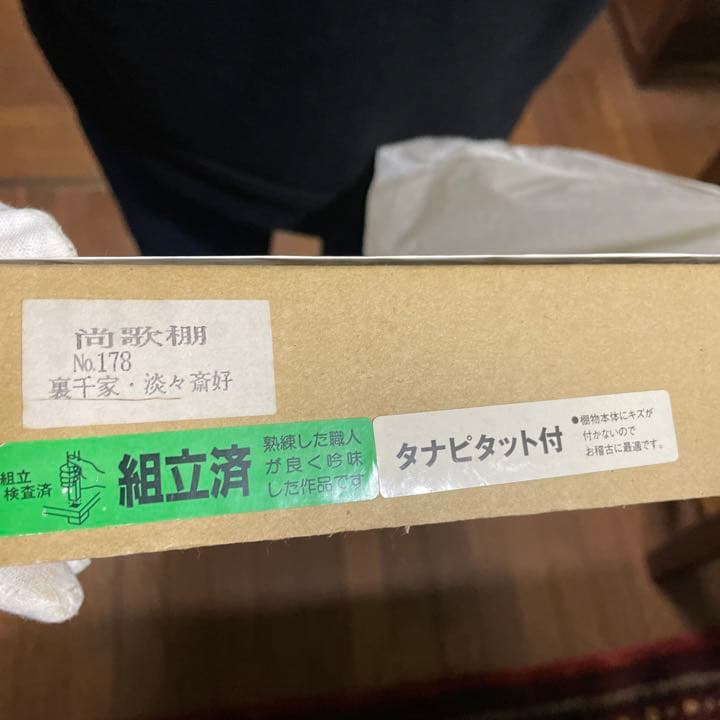 尚歌棚
No.178
裏千家・淡々斎好
組立
検査済
組立済
熟練した職人
が良く吟味
した作品です
タナピタット付
●棚物本体にキズが
付かないので
お稽古に最適です。